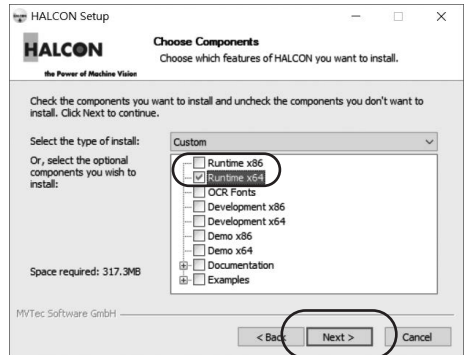 HALCON Setup
HALCON
the Power of Machine Vision
Choose Components
Choose which features of HALCON you want to install.
Check the components you want to install and uncheck the components you don't want to
install. Click Next to continue.
Select the type of install:
Custom
Or, select the optional
components you wish to
install:
Runtime x86
Runtime x64
OCR Fonts
Development x86
Development x64
Demo x86
Demo x64
Documentation
Examples
Space required: 317.3MB
MVTec Software GmbH
< Back
Next >
Cancel